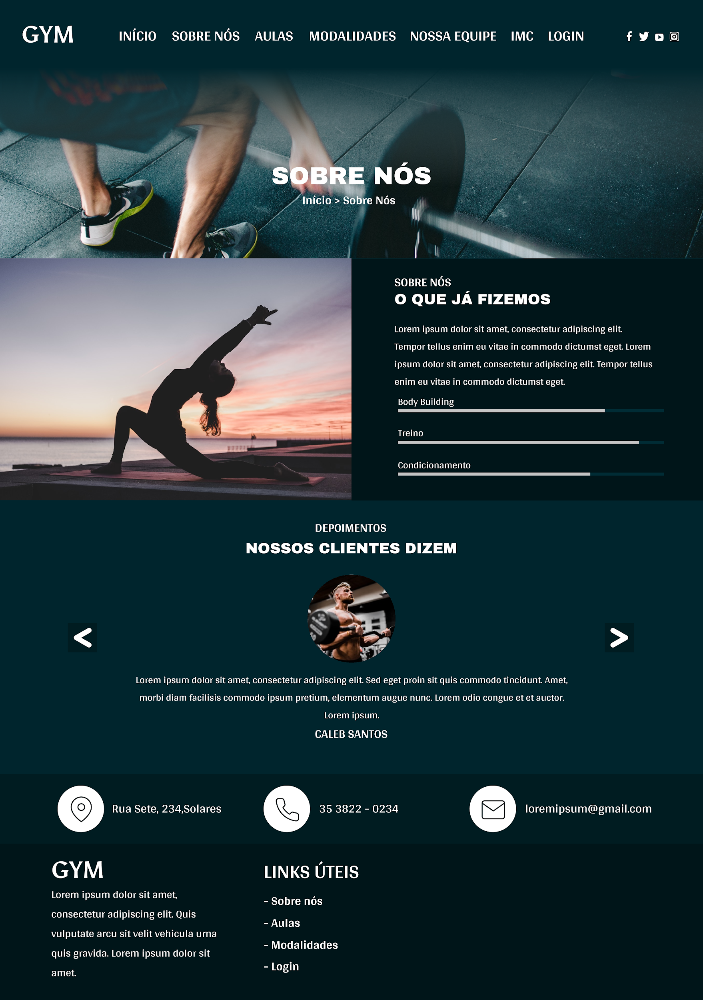 GYM
INÍCIO SOBRE NÓS AULAS MODALIDADES NOSSA EQUIPE IMC LOGIN
SOBRE NÓS
Início > Sobre Nós
SOBRE NÓS
O QUE JÁ FIZEMOS
Lorem ipsum dolor sit amet, consectetur adipiscing elit.
Tempor tellus enim eu vitae in commodo dictumst eget. Lorem
ipsum dolor sit amet, consectetur adipiscing elit. Tempor tellus
enim eu vitae in commodo dictumst eget.
Body Building
Treino
Condicionamento
DEPOIMENTOS
NOSSOS CLIENTES DIZEM
< >
Lorem ipsum dolor sit amet, consectetur adipiscing elit. Sed eget proin sit quis commodo tincidunt. Amet,
morbi diam facilisis commodo ipsum pretium, elementum augue nunc. Lorem odio congue et et auctor.
Lorem ipsum.
CALEB SANTOS
Rua Sete, 234,Solares
35 3822 - 0234
loremipsum@gmail.com
GYM
Lorem ipsum dolor sit amet,
consectetur adipiscing elit. Quis
vulputate arcu sit velit vehicula urna
quis gravida. Lorem ipsum dolor sit
amet.
LINKS ÚTEIS
- Sobre nós
- Aulas
- Modalidades
- Login